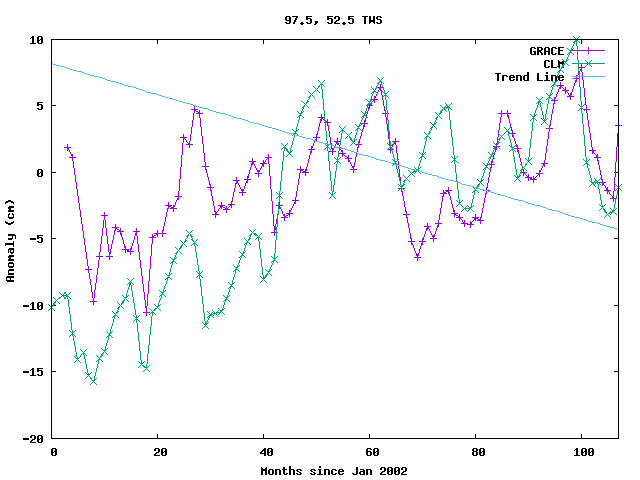 97.5, 52.5 TWS
GRACE
CLM
Trend Line
10
5
0
-5
-10
-15
-20
Anomaly (cm)
0 20 40 60 80 100
Months since Jan 2002